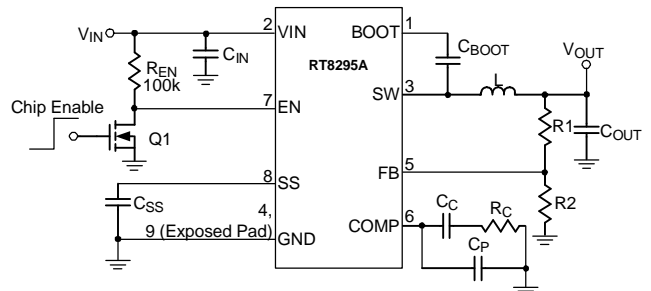 VIN
2
VIN
BOOT
1
CIN
REN
100k
RT8295A
CBOOT
VOUT
Chip Enable
7
EN
SW
3
L
Q1
R1
COUT
8
SS
FB
5
CSS
4,
9 (Exposed Pad)
GND
COMP
6
CC
RC
R2
CP